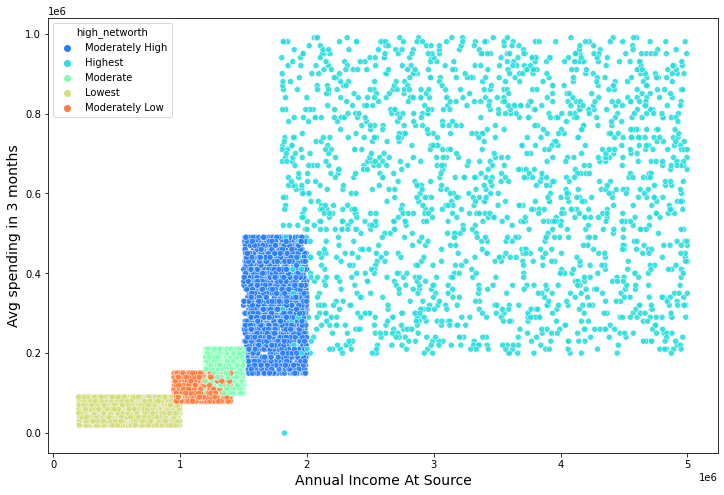 1e6
high_networth
Moderately High
Highest
Moderate
Lowest
Moderately Low
1.0
0.8
0.6
0.4
0.2
0.0
Avg spending in 3 months
0
1
2
3
4
5
1e6
Annual Income At Source